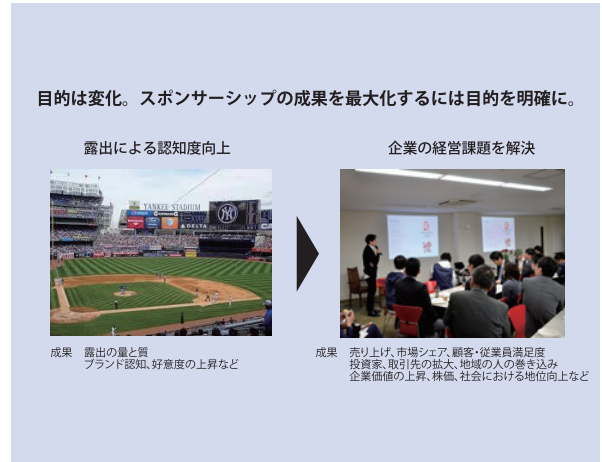 目的は変化。スポンサーシップの成果を最大化するには目的を明確に。
露出による認知度向上
企業の経営課題を解決
YANKEE STADIUM
DELTA
成果 露出の量と質
ブランド認知、好意度の上昇など
成果 売り上げ、市場シェア、顧客・従業員満足度
投資家、取引先の拡大、地域の人の巻き込み
企業価値の上昇、株価、社会における地位向上など